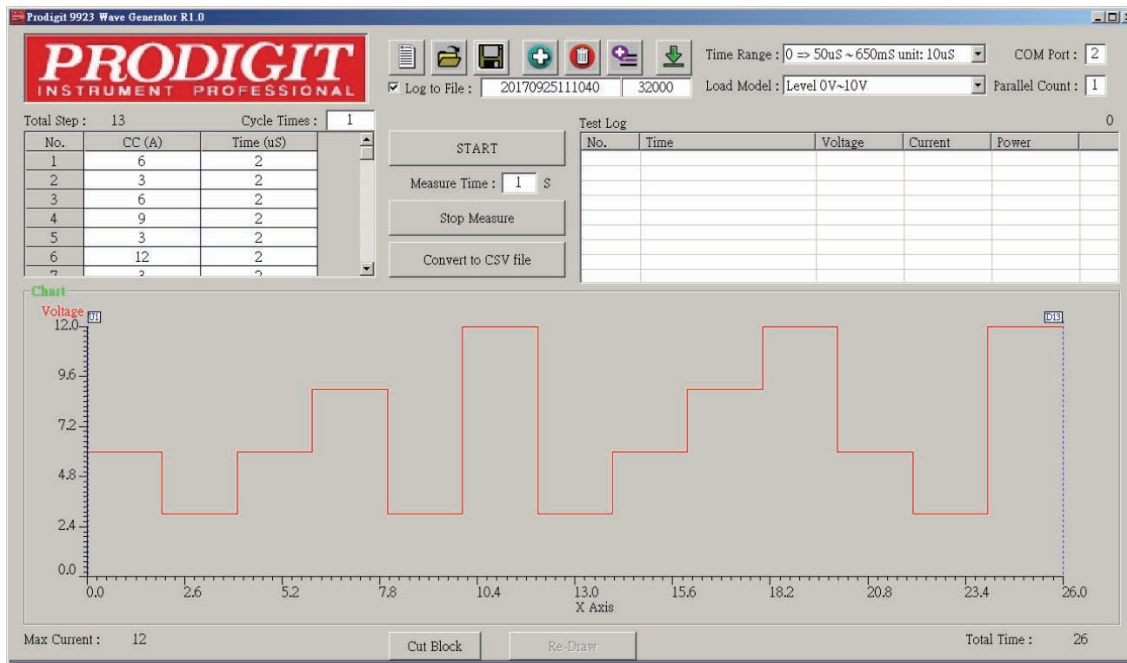 Prodigit 9923 Wave Generator R1.0
PRODIGIT
INSTRUMENT PROFESSIONAL
Time Range : 0 => 50uS ~ 650mS unit: 10uS COM Port : 2
Log to File : 20170925111040 32000 Load Model : Level 0V~10V Parallel Count : 1
Total Step : 13 Cycle Times : 1
No. CC (A) Time (uS)
1 6 2
2 3 2
3 6 2
4 9 2
5 3 2
6 12 2
7 3 2
START
Measure Time : 1 S
Stop Measure
Convert to CSV file
Test Log 0
No. Time Voltage Current Power
Chart
Voltage
U1
D13
12.0
9.6
7.2
4.8
2.4
0.0
0.0 2.6 5.2 7.8 10.4 13.0 15.6 18.2 20.8 23.4 26.0
X Axis
Max Current : 12 Cut Block Re-Draw Total Time : 26